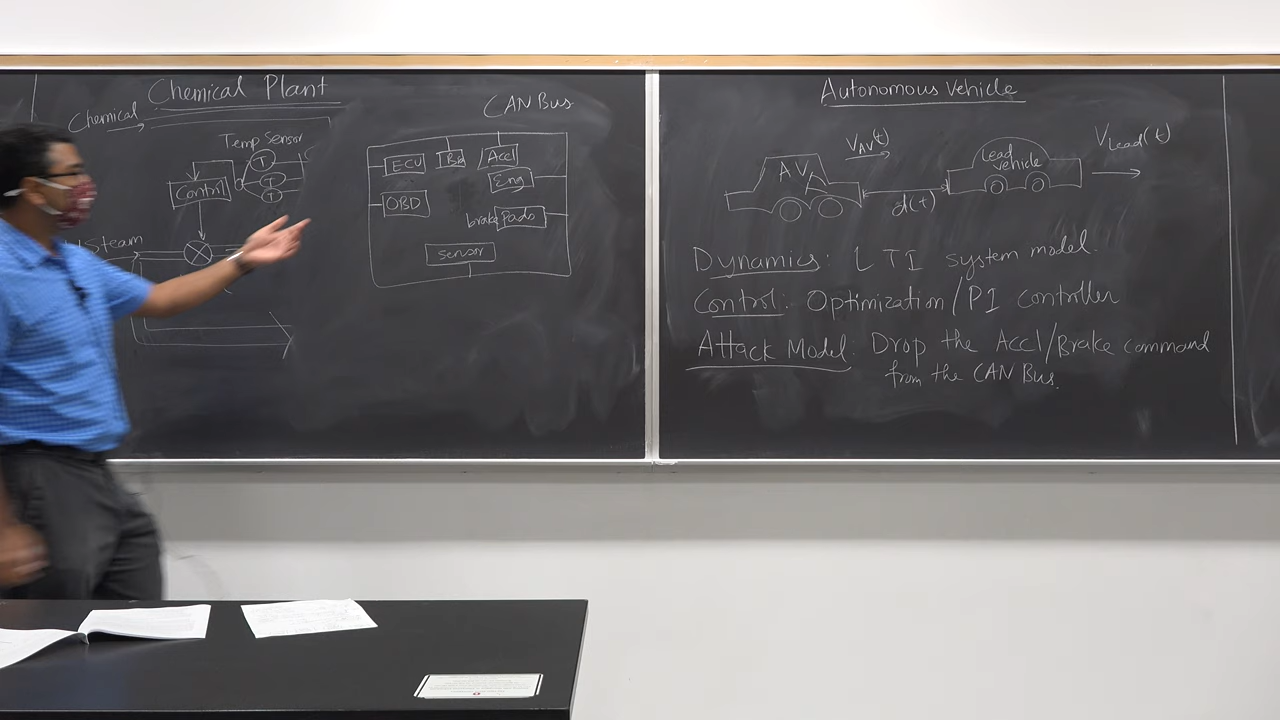 Chemical Plant
Chemical
Temp Sensor
T
T
T
Control
Steam
CAN Bus
ECU
Accl
Eng
OBD
brake Pads
Sensor
Autonomous Vehicle
V_AV(t)
AV
Lead
vehicle
V_Lead(t)
d(t)
Dynamics: LTI system model.
Control: Optimization/PI controller
Attack Model: Drop the Accl/Brake command
from the CAN Bus.